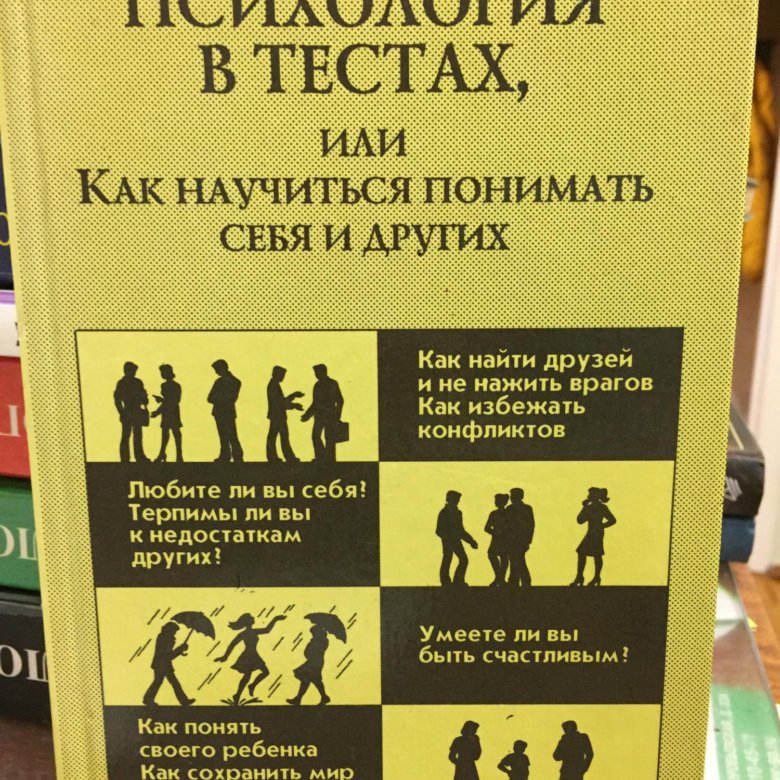 ПСИХОЛОГИЯ
В ТЕСТАХ,
ИЛИ
КАК НАУЧИТЬСЯ ПОНИМАТЬ
СЕБЯ И ДРУГИХ
Как найти друзей
и не нажить врагов
Как избежать
конфликтов
Любите ли вы себя?
Терпимы ли вы
к недостаткам
других?
Умеете ли вы
быть счастливым?
Как понять
своего ребенка
Как сохранить мир